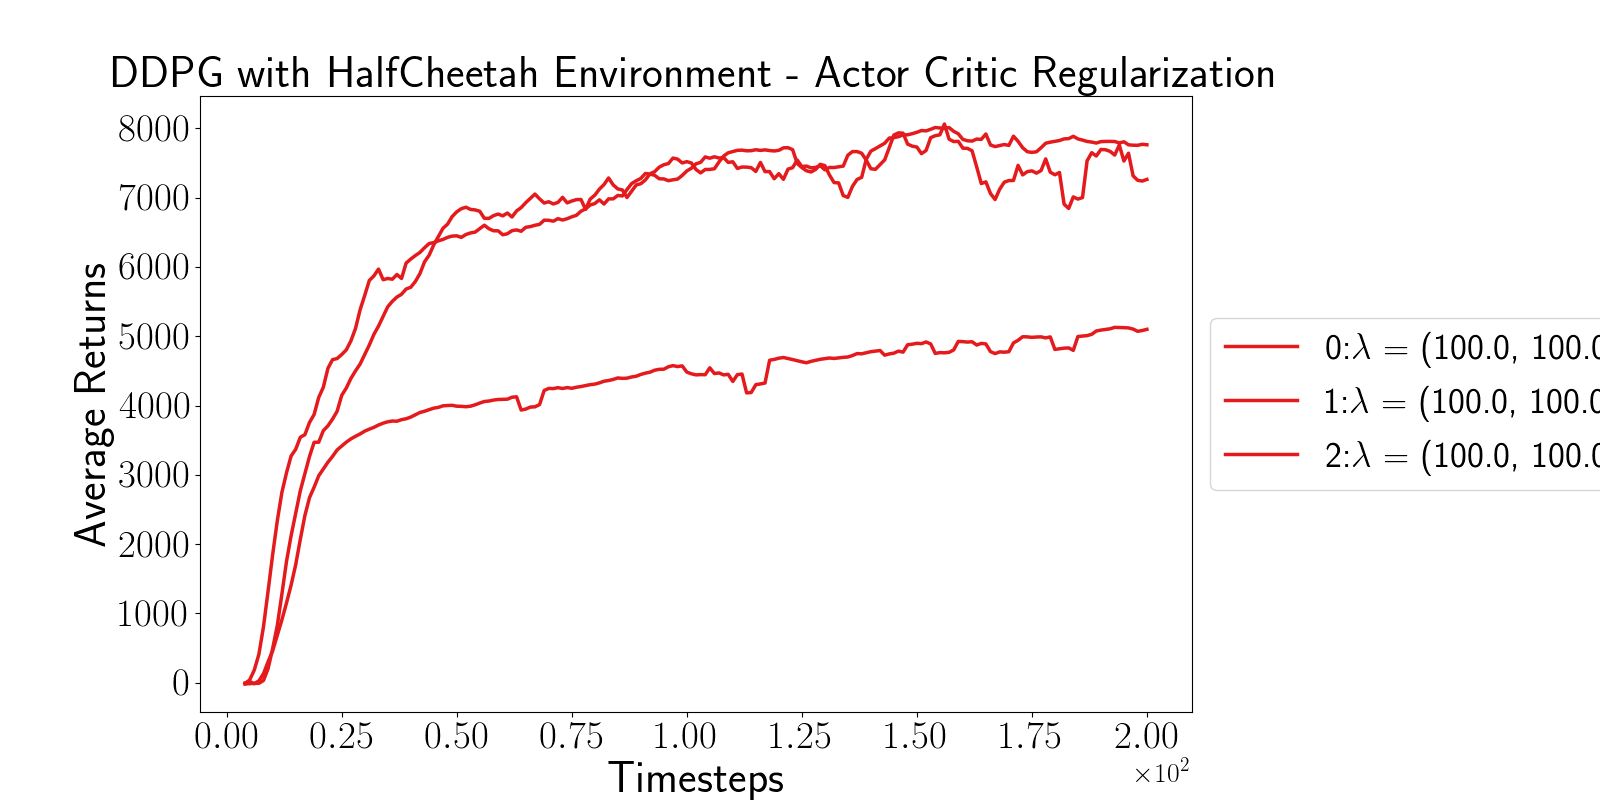 DDPG with HalfCheetah Environment - Actor Critic Regularization
Average Returns
8000
7000
6000
5000
4000
3000
2000
1000
0
0.00 0.25 0.50 0.75 1.00 1.25 1.50 1.75 2.00
×10²
Timesteps
0:λ = (100.0, 100.0
1:λ = (100.0, 100.0
2:λ = (100.0, 100.0